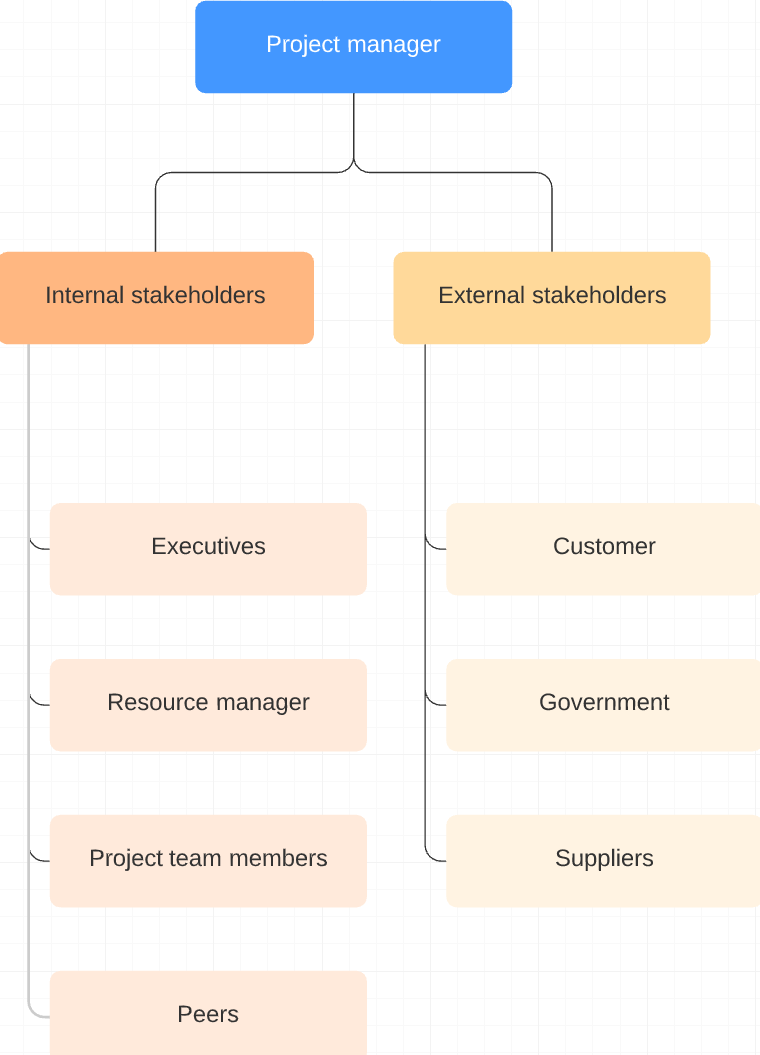 Project manager
Internal stakeholders
External stakeholders
Executives
Customer
Resource manager
Government
Project team members
Suppliers
Peers